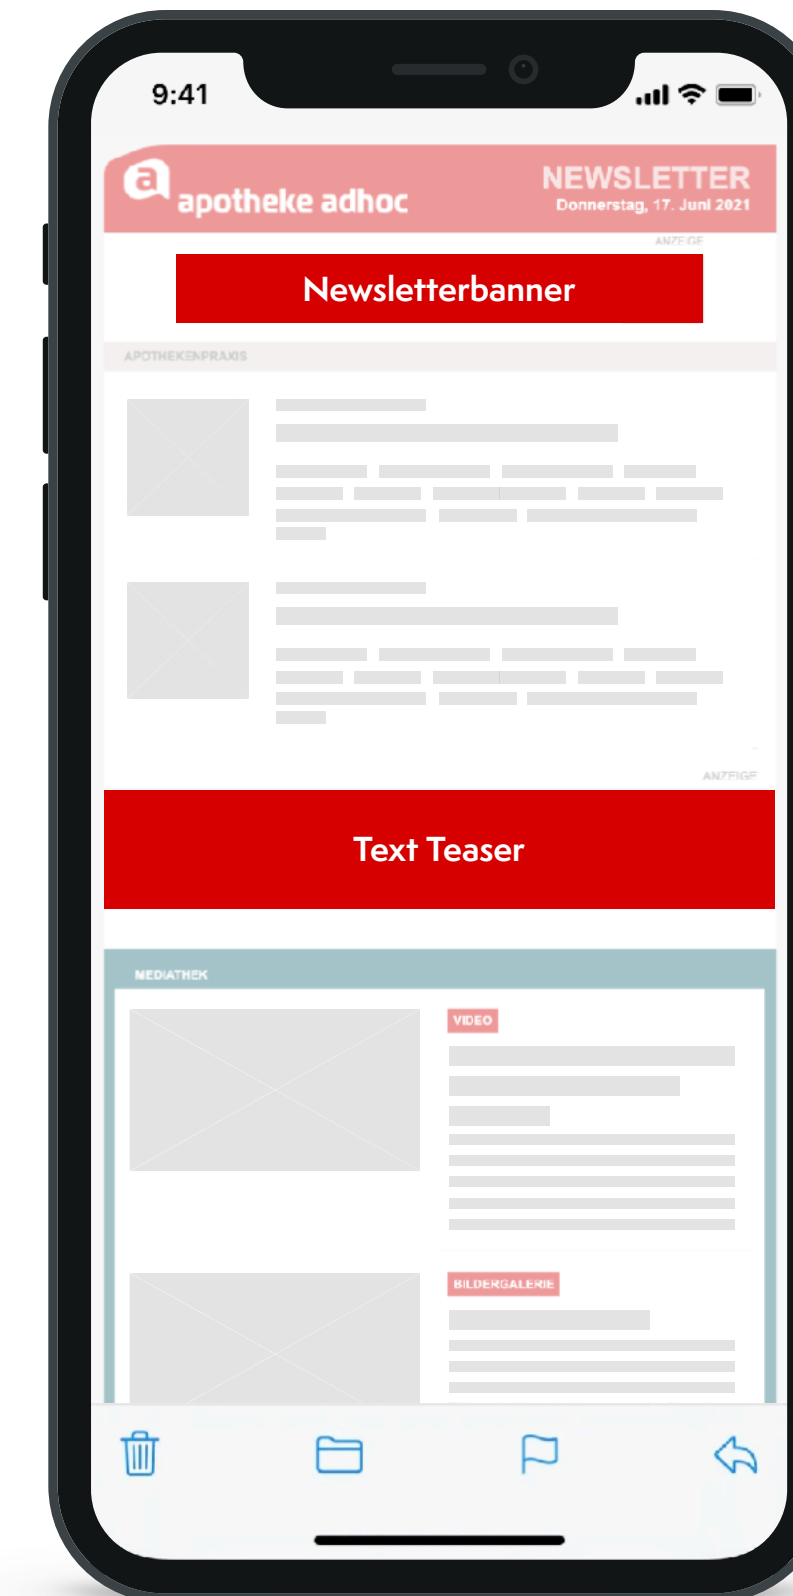 9:41
a apotheke adhoc
NEWSLETTER
Donnerstag, 17. Juni 2021
ANZEIGE
Newsletterbanner
APOTHEKENPRAXIS
ANZEIGE
Text Teaser
MEDIATHEK
VIDEO
BILDERGALERIE